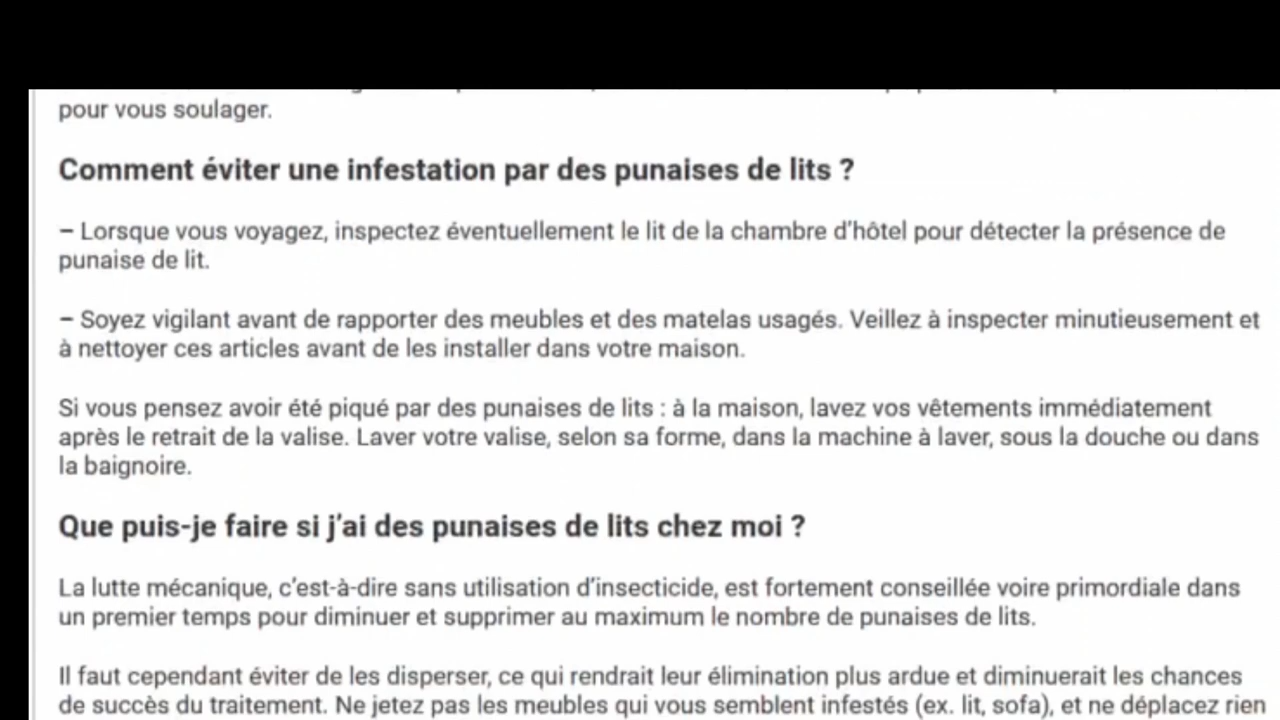 pour vous soulager.
Comment éviter une infestation par des punaises de lits ?
– Lorsque vous voyagez, inspectez éventuellement le lit de la chambre d'hôtel pour détecter la présence de
punaise de lit.
– Soyez vigilant avant de rapporter des meubles et des matelas usagés. Veillez à inspecter minutieusement et
à nettoyer ces articles avant de les installer dans votre maison.
Si vous pensez avoir été piqué par des punaises de lits : à la maison, lavez vos vêtements immédiatement
après le retrait de la valise. Laver votre valise, selon sa forme, dans la machine à laver, sous la douche ou dans
la baignoire.
Que puis-je faire si j'ai des punaises de lits chez moi ?
La lutte mécanique, c'est-à-dire sans utilisation d'insecticide, est fortement conseillée voire primordiale dans
un premier temps pour diminuer et supprimer au maximum le nombre de punaises de lits.
Il faut cependant éviter de les disperser, ce qui rendrait leur élimination plus ardue et diminuerait les chances
de succès du traitement. Ne jetez pas les meubles qui vous semblent infestés (ex. lit, sofa), et ne déplacez rien